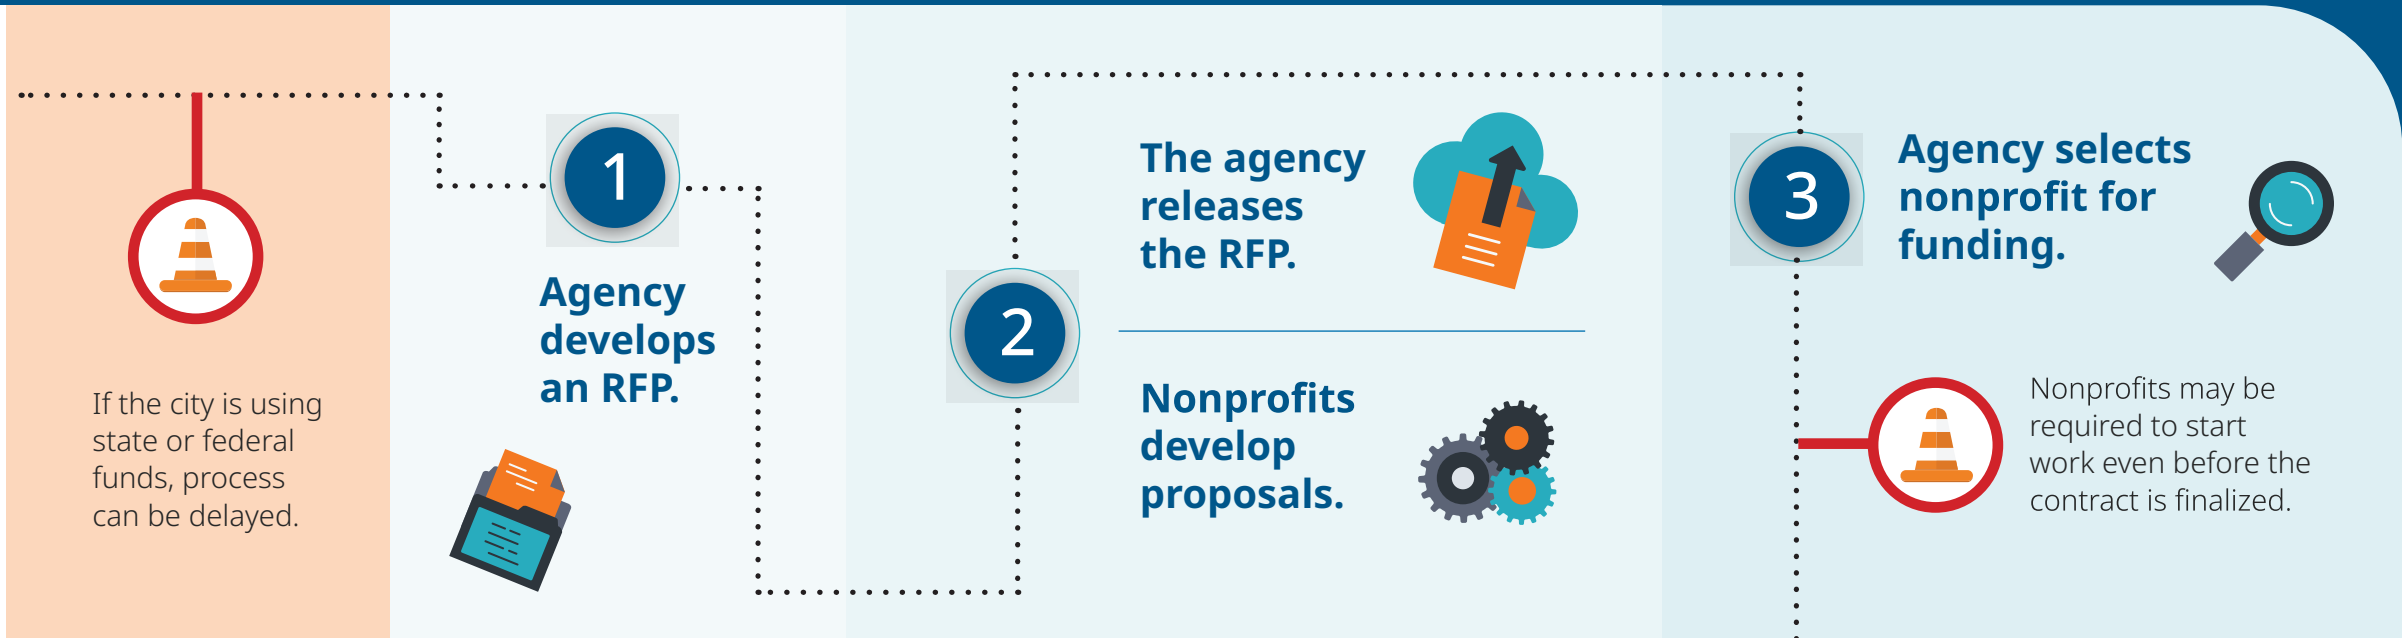 If the city is using
state or federal
funds, process
can be delayed.
1
Agency
develops
an RFP.
2
The agency
releases
the RFP.
Nonprofits
develop
proposals.
3
Agency selects
nonprofit for
funding.
Nonprofits may be
required to start
work even before the
contract is finalized.